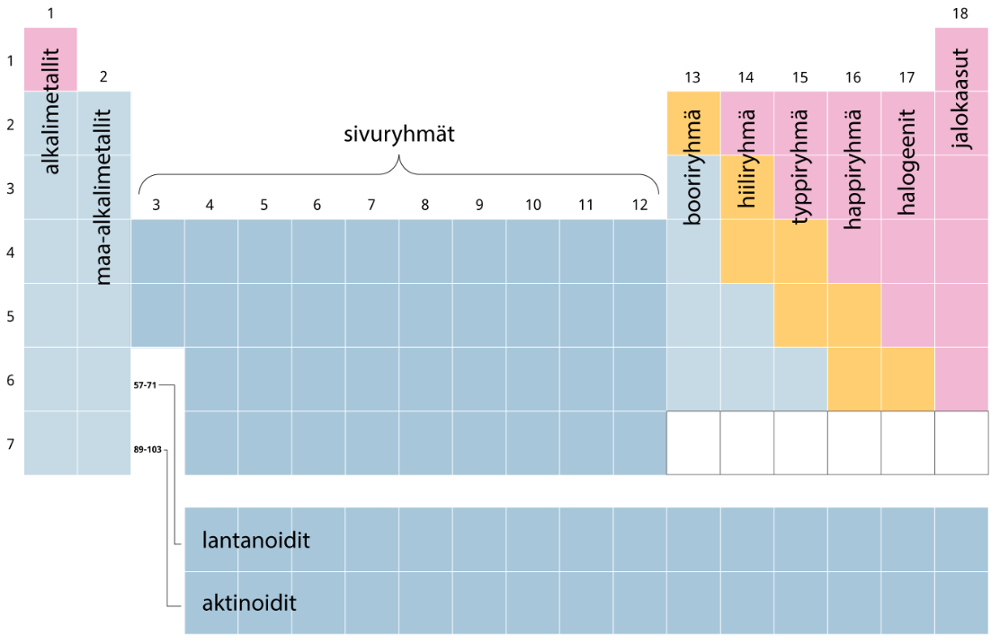 1
18
1
2
13
14
15
16
17
2
3
4
5
6
7
alkalimetallit
maa-alkalimetallit
sivuryhmät
3
4
5
6
7
8
9
10
11
12
booriryhmä
hiiliryhmä
typpiryhmä
happiryhmä
halogeenit
jalokaasut
57-71
89-103
lantanoidit
aktinoidit